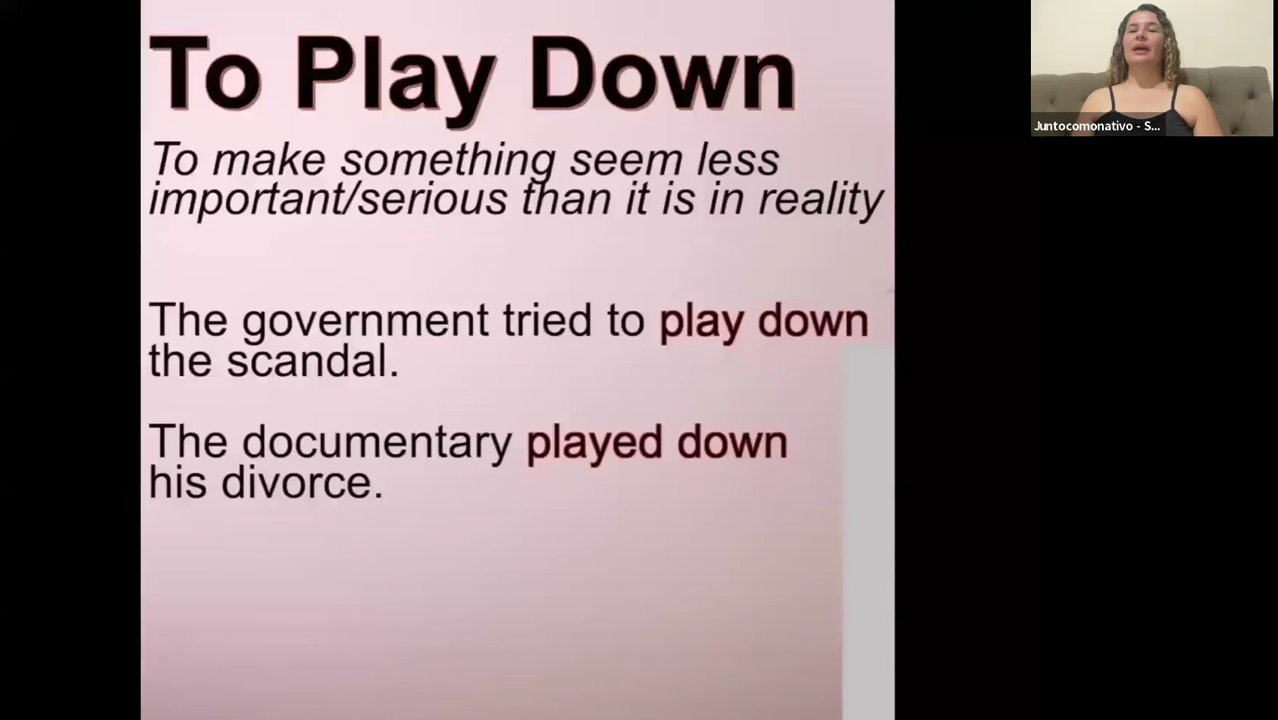 To Play Down
To make something seem less
important/serious than it is in reality
The government tried to play down
the scandal.
The documentary played down
his divorce.
Juntocomonativo - S...